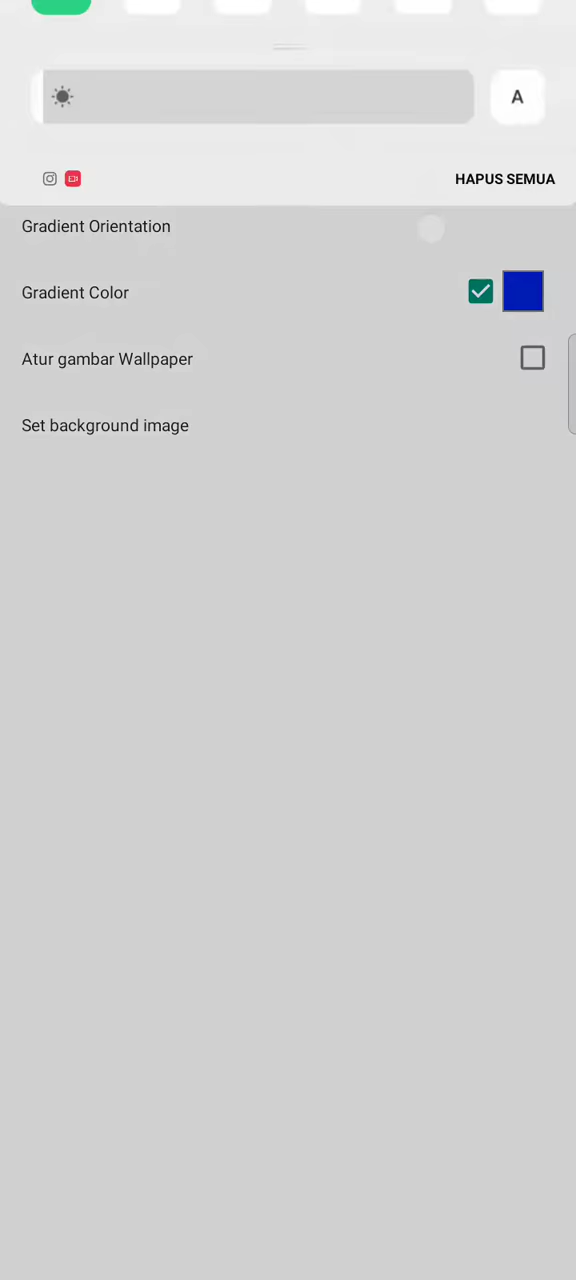 A
HAPUS SEMUA
Gradient Orientation
Gradient Color
Atur gambar Wallpaper
Set background image